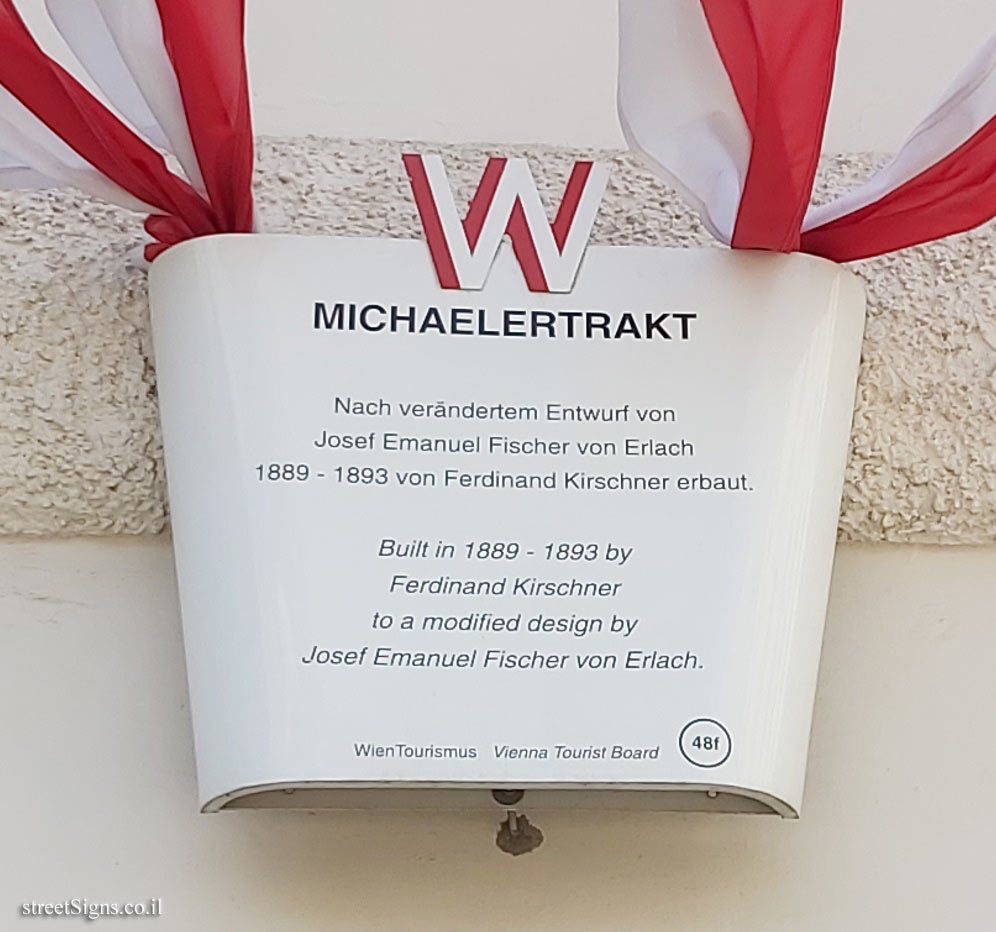 W
MICHAELERTRAKT
Nach verändertem Entwurf von
Josef Emanuel Fischer von Erlach
1889 - 1893 von Ferdinand Kirschner erbaut.
Built in 1889 - 1893 by
Ferdinand Kirschner
to a modified design by
Josef Emanuel Fischer von Erlach.
WienTourismus Vienna Tourist Board 48f
streetSigns.co.il